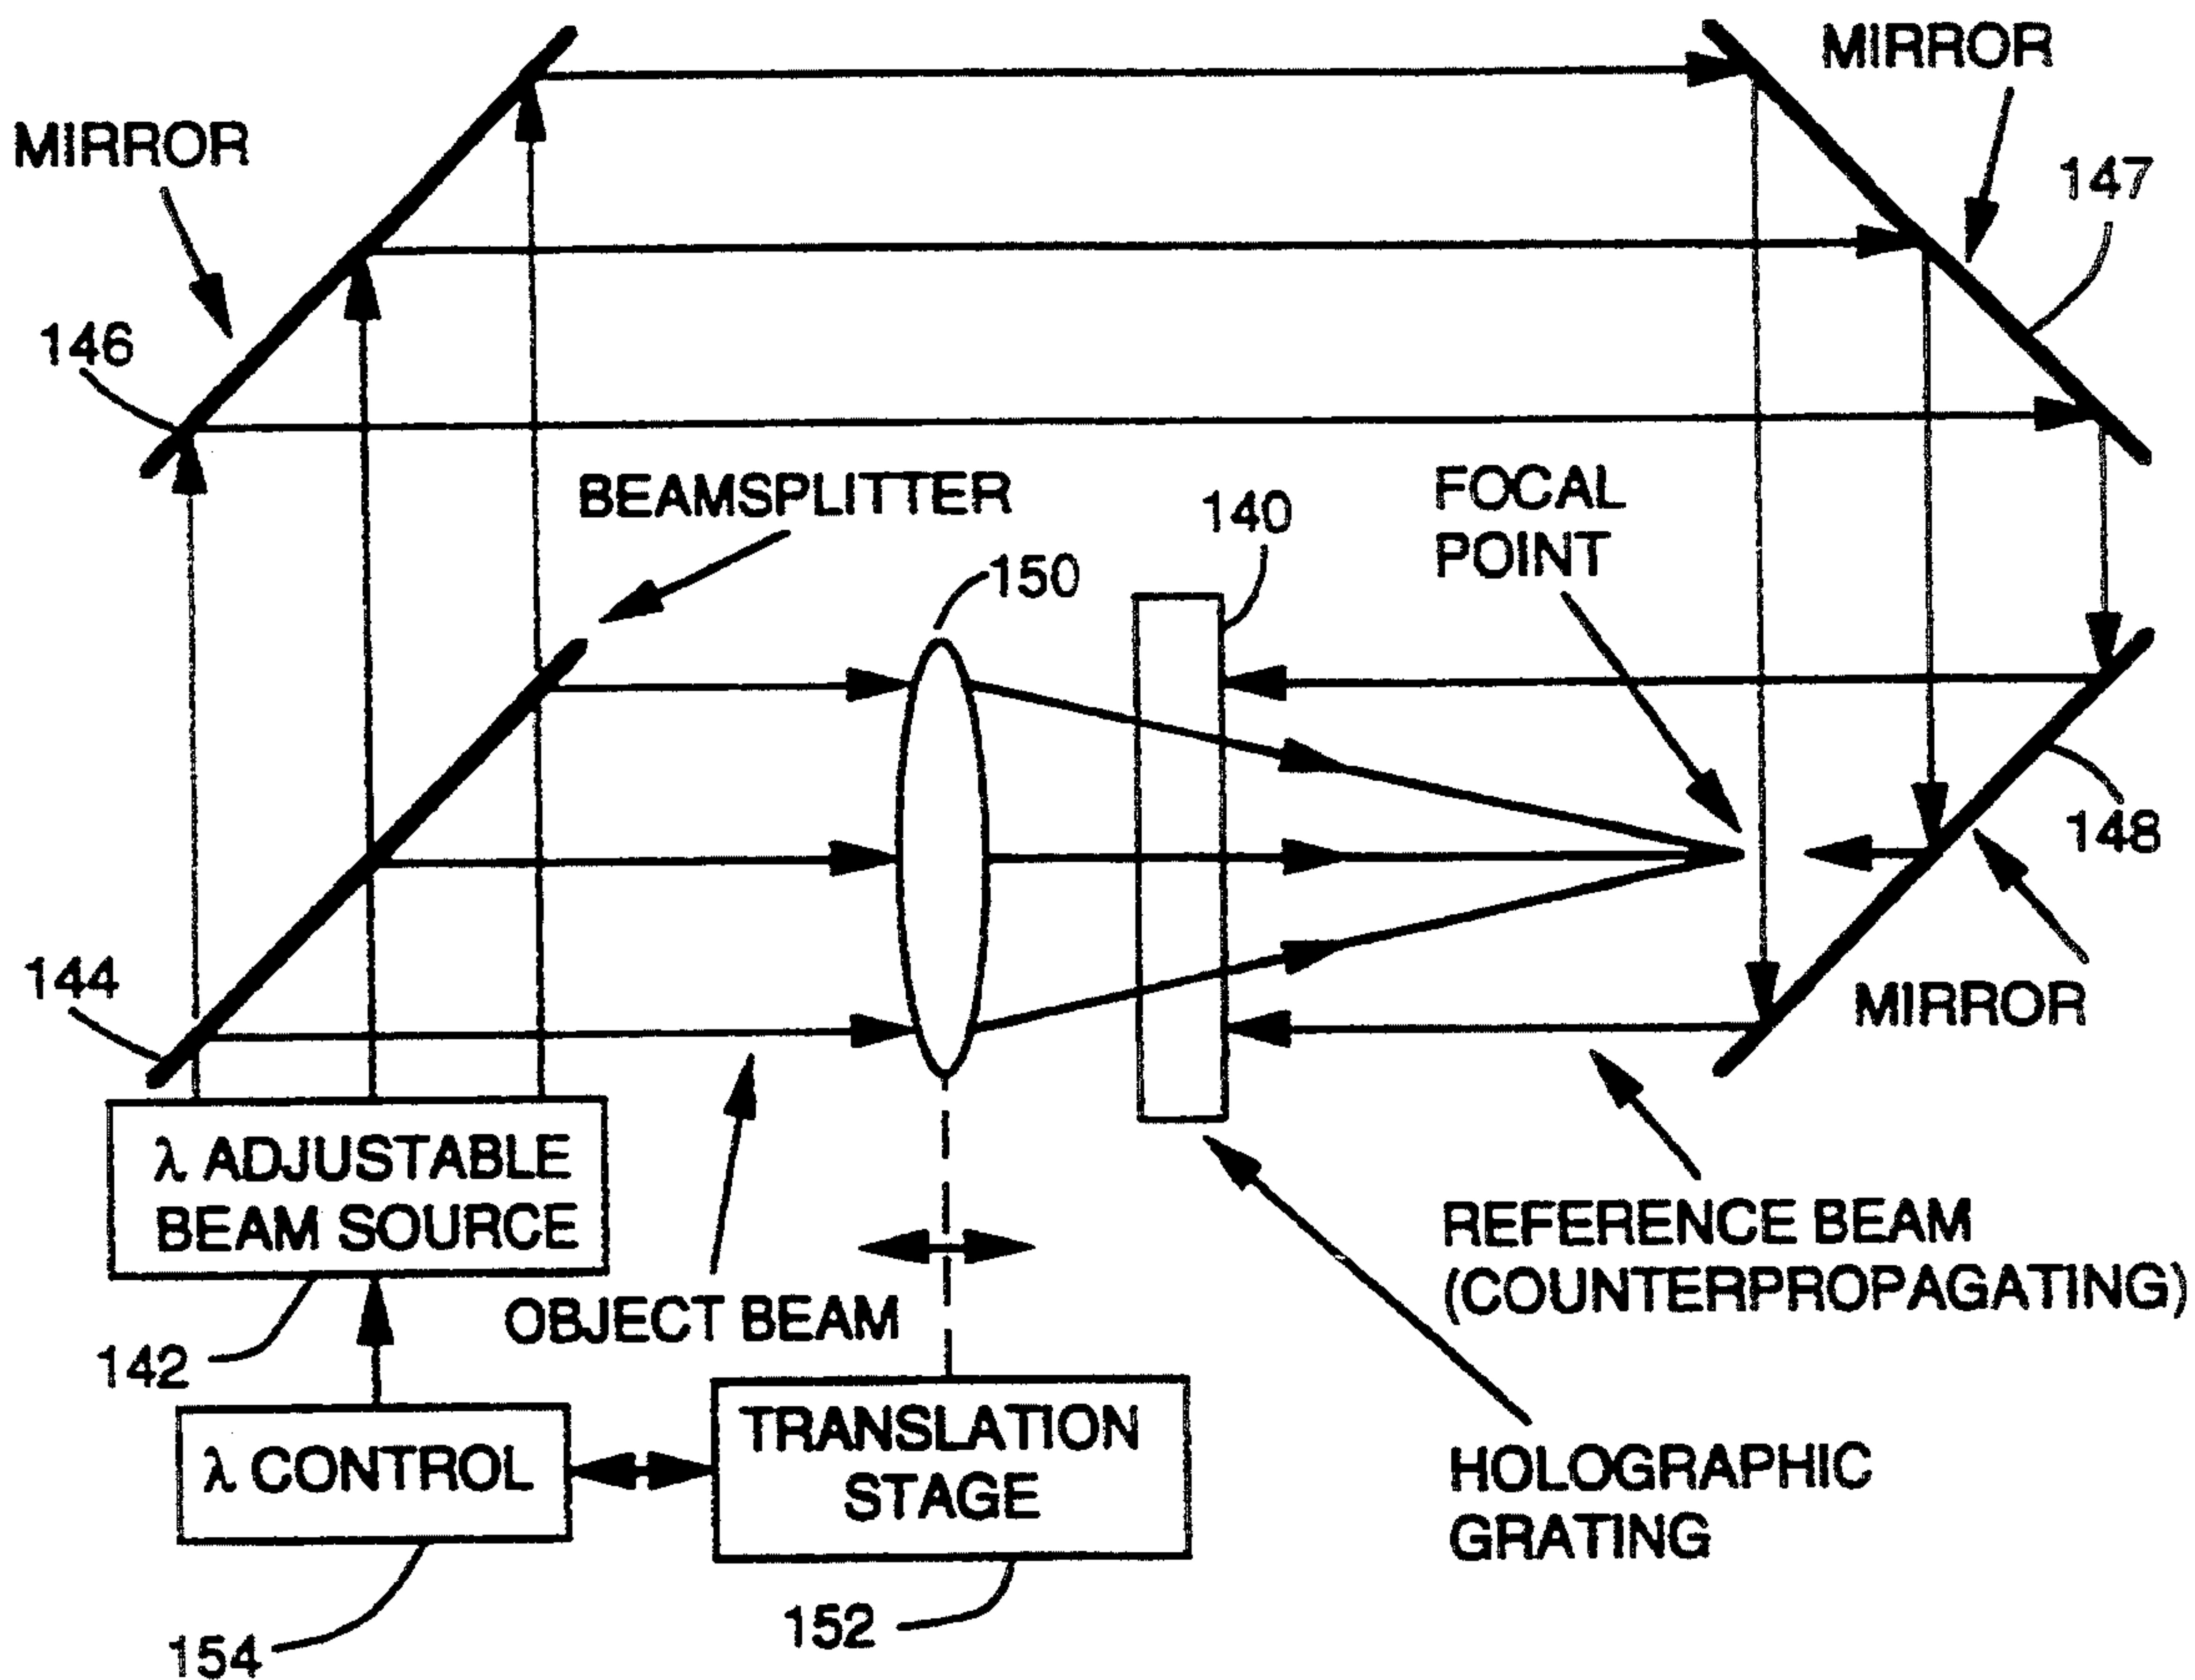 MIRROR
MIRROR
147
146
BEAMSPLITTER
FOCAL
POINT
140
150
148
144
MIRROR
λ ADJUSTABLE
BEAM SOURCE
REFERENCE BEAM
(COUNTERPROPAGATING)
OBJECT BEAM
142
λ CONTROL
TRANSLATION
STAGE
HOLOGRAPHIC
GRATING
152
154